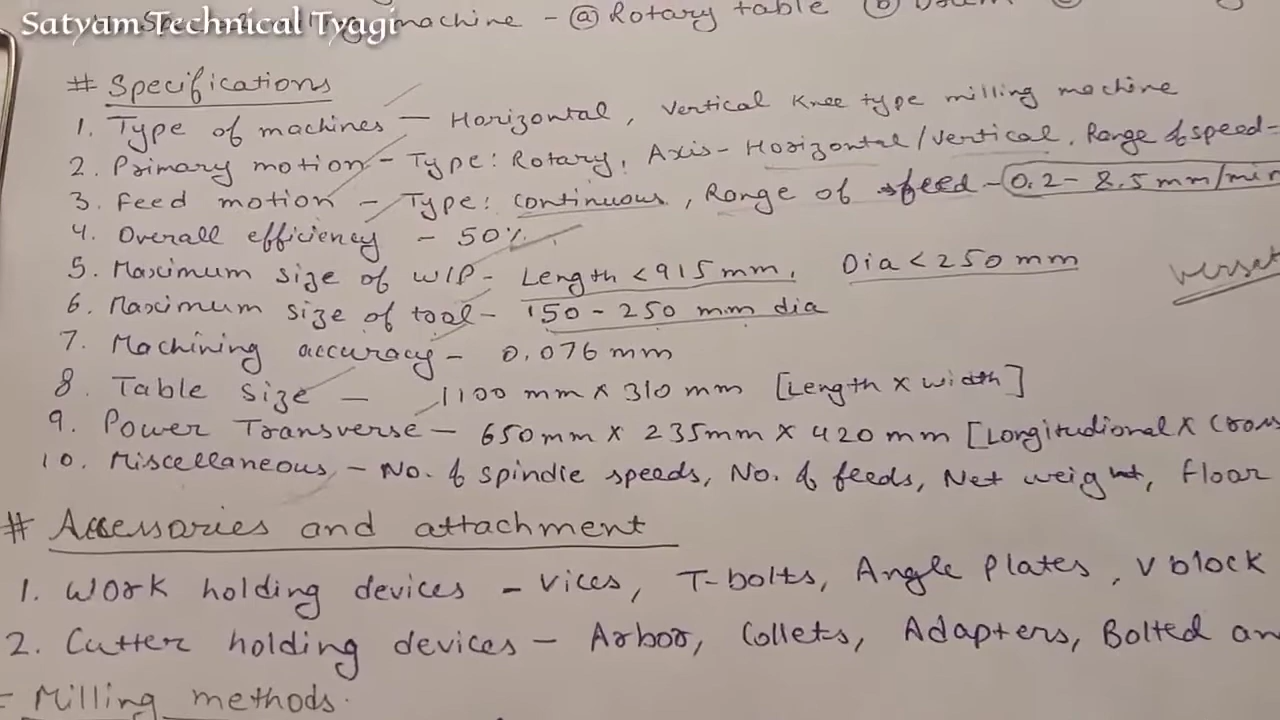 Satyam Technical Tyagi
machine - ⓐ Rotary table ⓑ
# Specifications
1. Type of machines - Horizontal, Vertical Knee type milling machine
2. Primary motion - Type: Rotary, Axis - Horizontal/vertical, Range of speed -
3. Feed motion - Type: continuous, Range of feed - 0.2 - 8.5 mm/min
4. Overall efficiency - 50%
5. Maximum size of W/P - Length < 915 mm, Dia < 250 mm
6. Maximum size of tool - 150 - 250 mm dia
7. Machining accuracy - 0.076 mm
8. Table Size - 1100 mm x 310 mm [Length x width]
9. Power Transverse - 650mm x 235mm x 420 mm [Longitudional x Cross
10. Miscellaneous - No. of spindle speeds, No. of feeds, Net weight, floar
# Accessories and attachment
1. Work holding devices - Vices, T-bolts, Angle Plates, V block
2. Cutter holding devices - Arbor, Collets, Adapters, Bolted an
Milling methods.